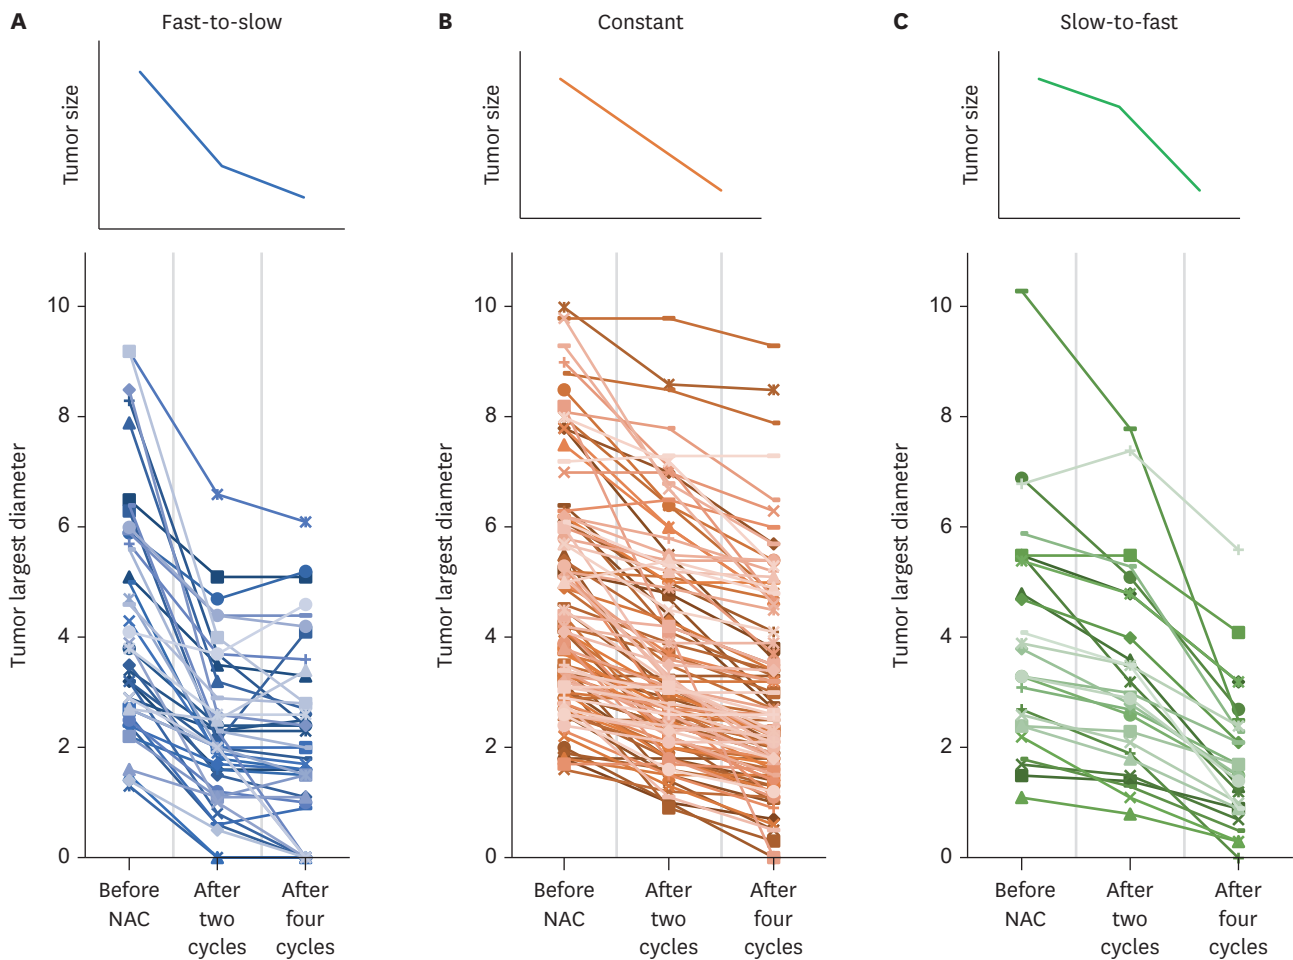 A
Fast-to-slow
Tumor size
Tumor largest diameter
10
8
6
4
2
0
Before
NAC
After
two
cycles
After
four
cycles
B
Constant
Tumor size
Tumor largest diameter
10
8
6
4
2
0
Before
NAC
After
two
cycles
After
four
cycles
C
Slow-to-fast
Tumor size
Tumor largest diameter
10
8
6
4
2
0
Before
NAC
After
two
cycles
After
four
cycles